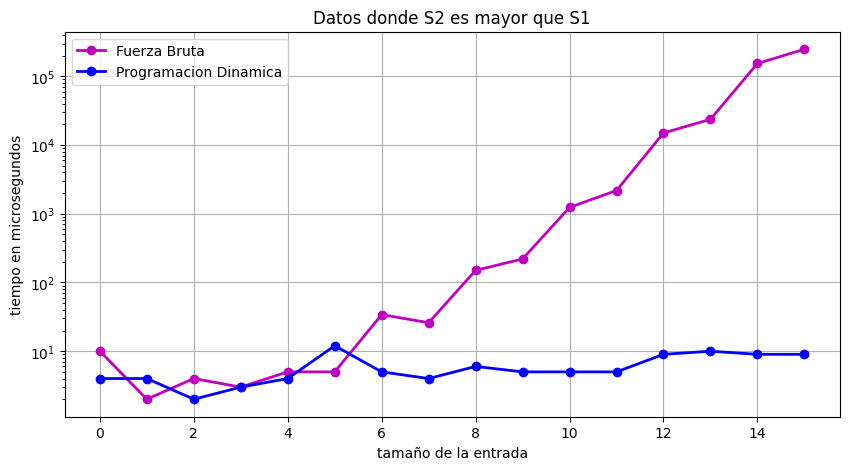 Datos donde S2 es mayor que S1
Fuerza Bruta
Programacion Dinamica
tiempo en microsegundos
10^5
10^4
10^3
10^2
10^1
0 2 4 6 8 10 12 14
tamaño de la entrada